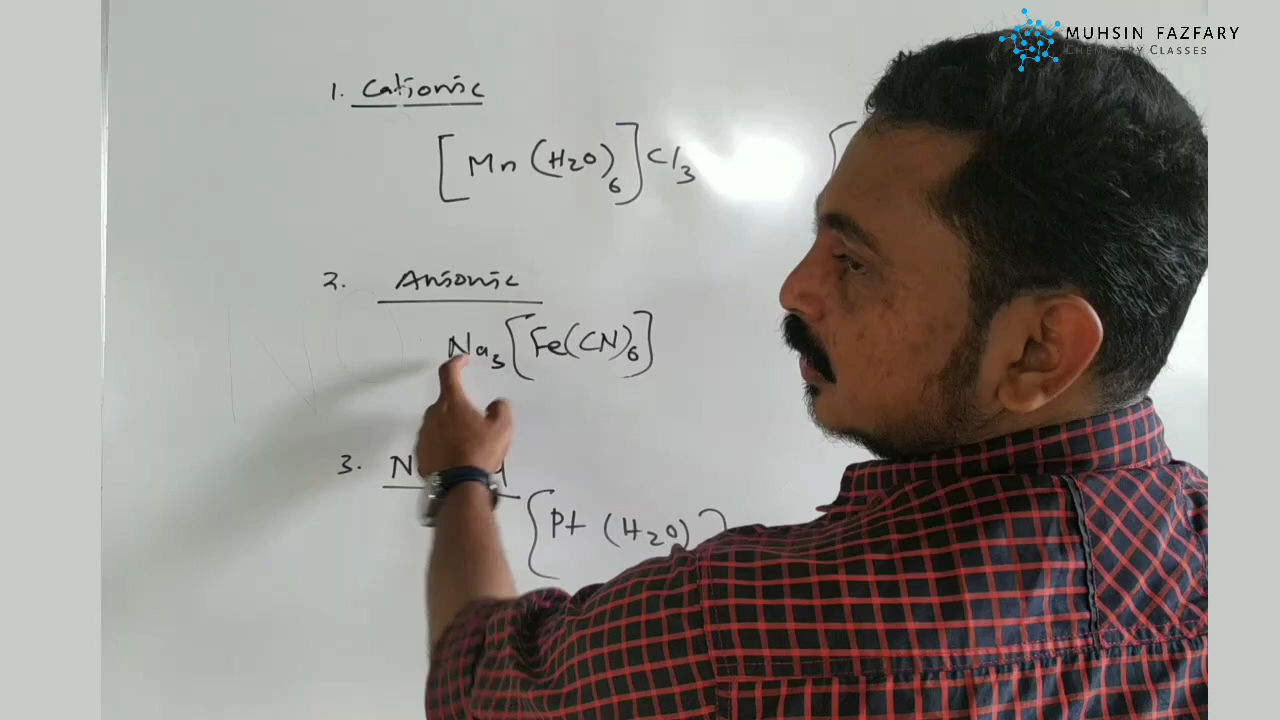 MUHSIN FAZFARY
CHEMISTRY CLASSES
1. Cationic
[Mn(H2O)6]Cl3
2. Anionic
Na3[Fe(CN)6]
3.
[Pt(H2O)]